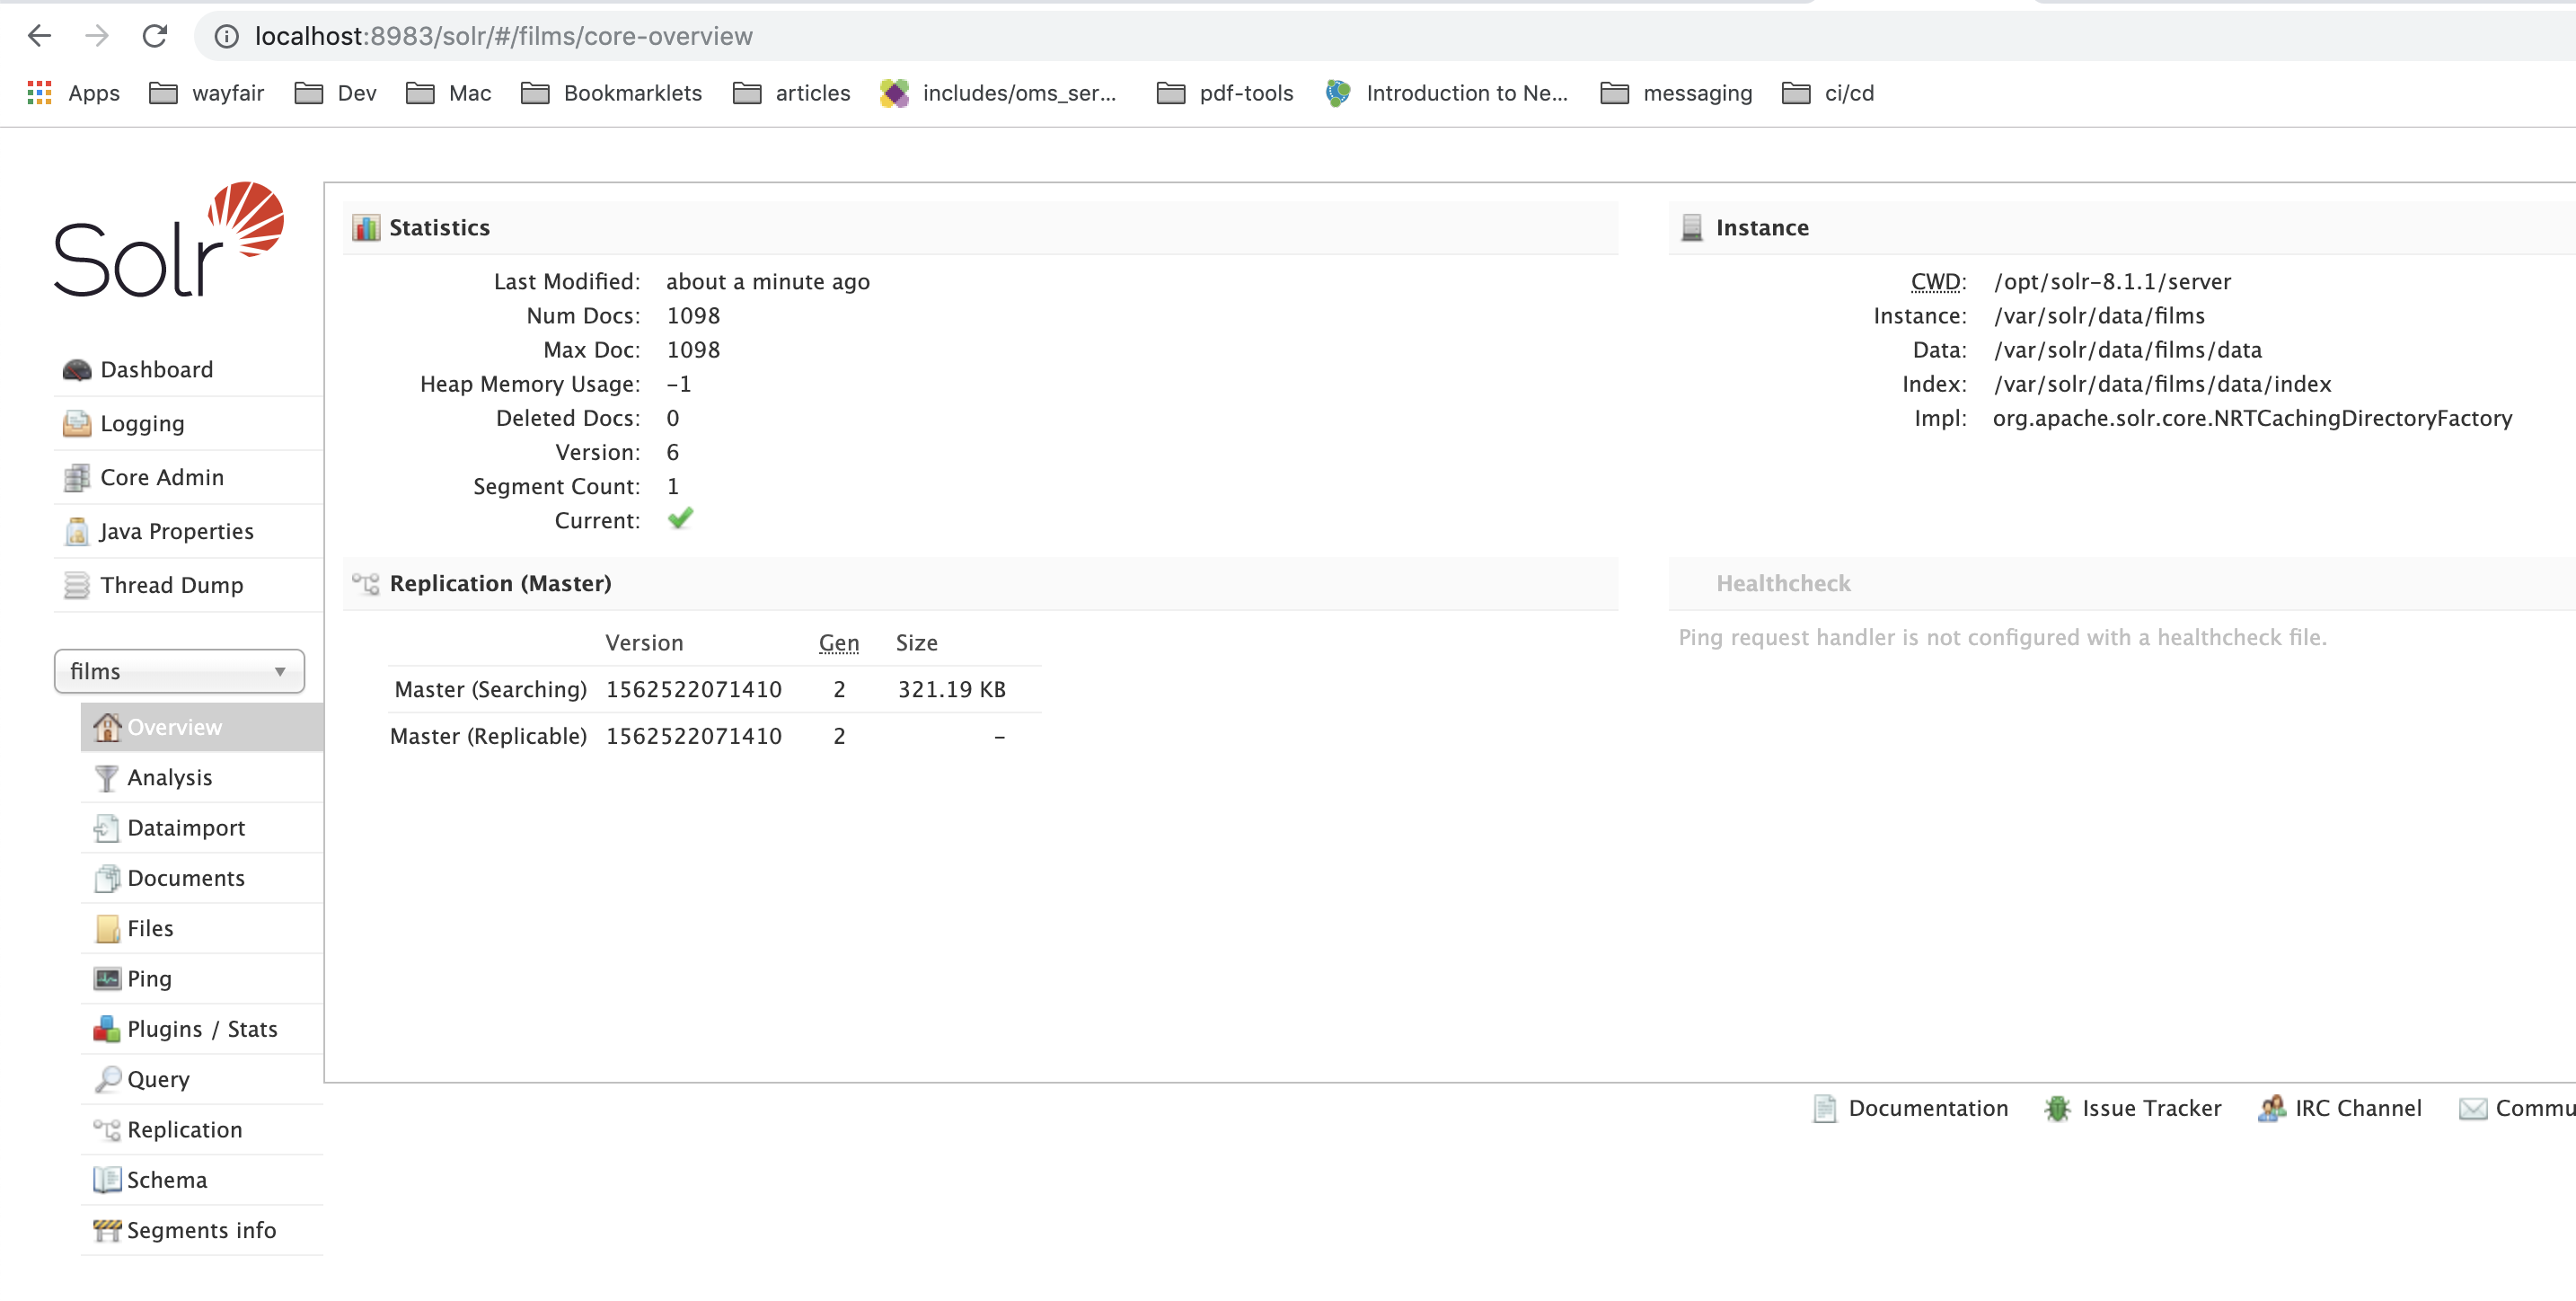 localhost:8983/solr/#/films/core-overview
Apps wayfair Dev Mac Bookmarklets articles includes/oms_ser... pdf-tools Introduction to Ne... messaging ci/cd
Solr
Dashboard
Logging
Core Admin
Java Properties
Thread Dump
films
Overview
Analysis
Dataimport
Documents
Files
Ping
Plugins / Stats
Query
Replication
Schema
Segments info
Statistics
Last Modified: about a minute ago
Num Docs: 1098
Max Doc: 1098
Heap Memory Usage: -1
Deleted Docs: 0
Version: 6
Segment Count: 1
Current:
Replication (Master)
Version Gen Size
Master (Searching) 1562522071410 2 321.19 KB
Master (Replicable) 1562522071410 2 -
Instance
CWD: /opt/solr-8.1.1/server
Instance: /var/solr/data/films
Data: /var/solr/data/films/data
Index: /var/solr/data/films/data/index
Impl: org.apache.solr.core.NRTCachingDirectoryFactory
Healthcheck
Ping request handler is not configured with a healthcheck file.
Documentation Issue Tracker IRC Channel Commu